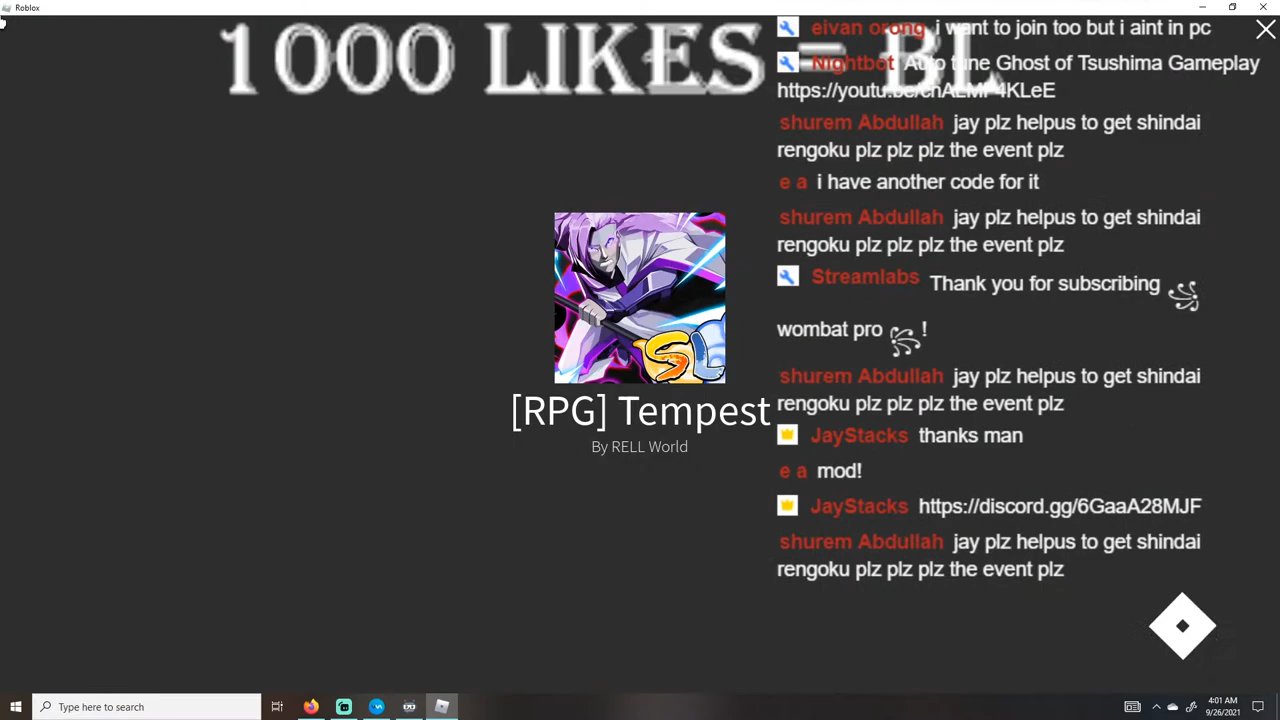 Roblox
1000 LIKES = BL
eivan orong i want to join too but i aint in pc
Nightbot Auto tune Ghost of Tsushima Gameplay
shurem Abdullah jay plz helpus to get shindai
rengoku plz plz plz the event plz
e a i have another code for it
shurem Abdullah jay plz helpus to get shindai
rengoku plz plz plz the event plz
Streamlabs Thank you for subscribing
wombat pro !
SL
[RPG] Tempest
By RELL World
shurem Abdullah jay plz helpus to get shindai
rengoku plz plz plz the event plz
JayStacks thanks man
e a mod!
JayStacks https://discord.gg/6GaaA28MJF
shurem Abdullah jay plz helpus to get shindai
rengoku plz plz plz the event plz
Type here to search
4:01 AM
9/26/2021